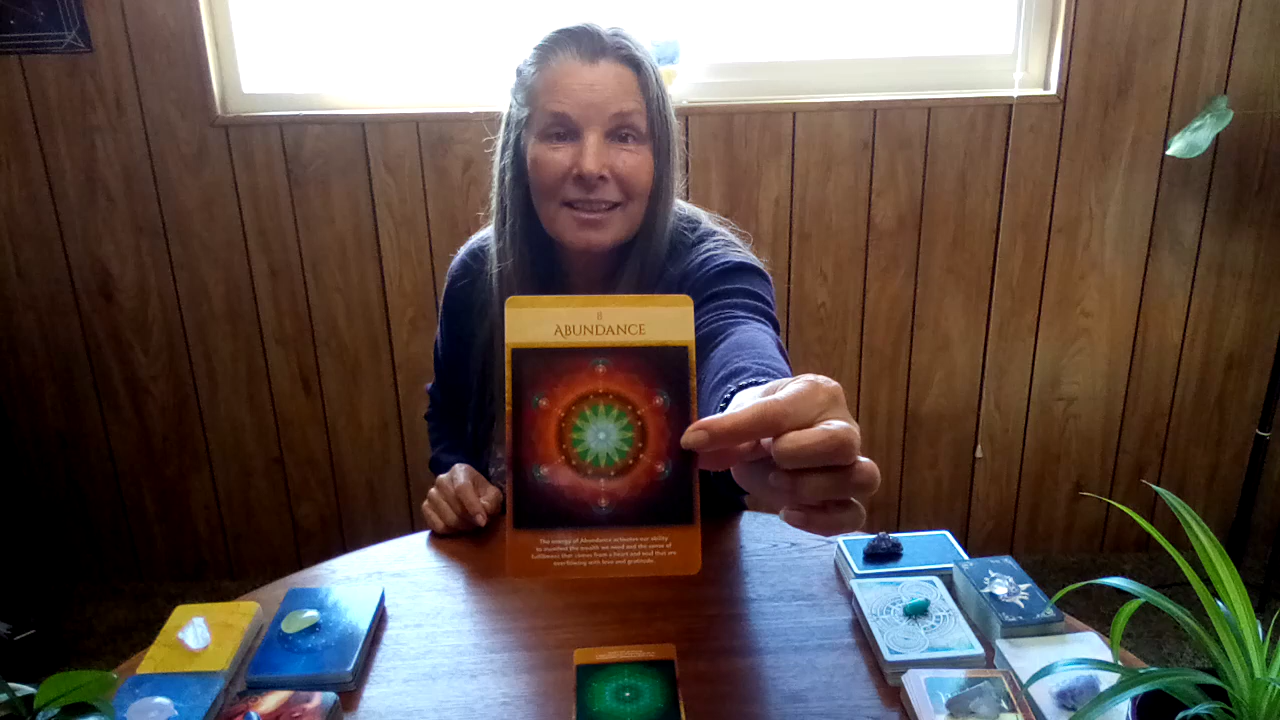 8
ABUNDANCE
The energy of Abundance activates our ability
to manifest the wealth we need and the sense of
fulfillment that comes from a heart and soul that are
overflowing with love and gratitude.